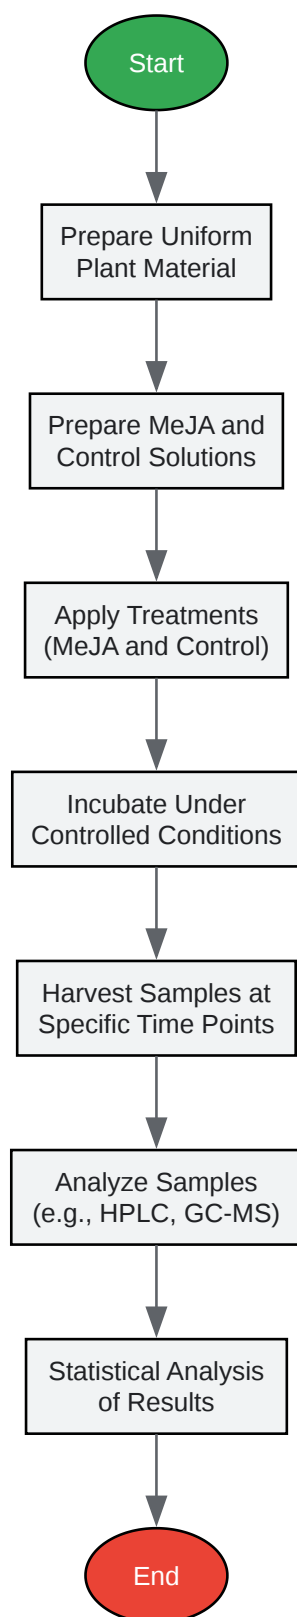 Start
Prepare Uniform
Plant Material
Prepare MeJA and
Control Solutions
Apply Treatments
(MeJA and Control)
Incubate Under
Controlled Conditions
Harvest Samples at
Specific Time Points
Analyze Samples
(e.g., HPLC, GC-MS)
Statistical Analysis
of Results
End